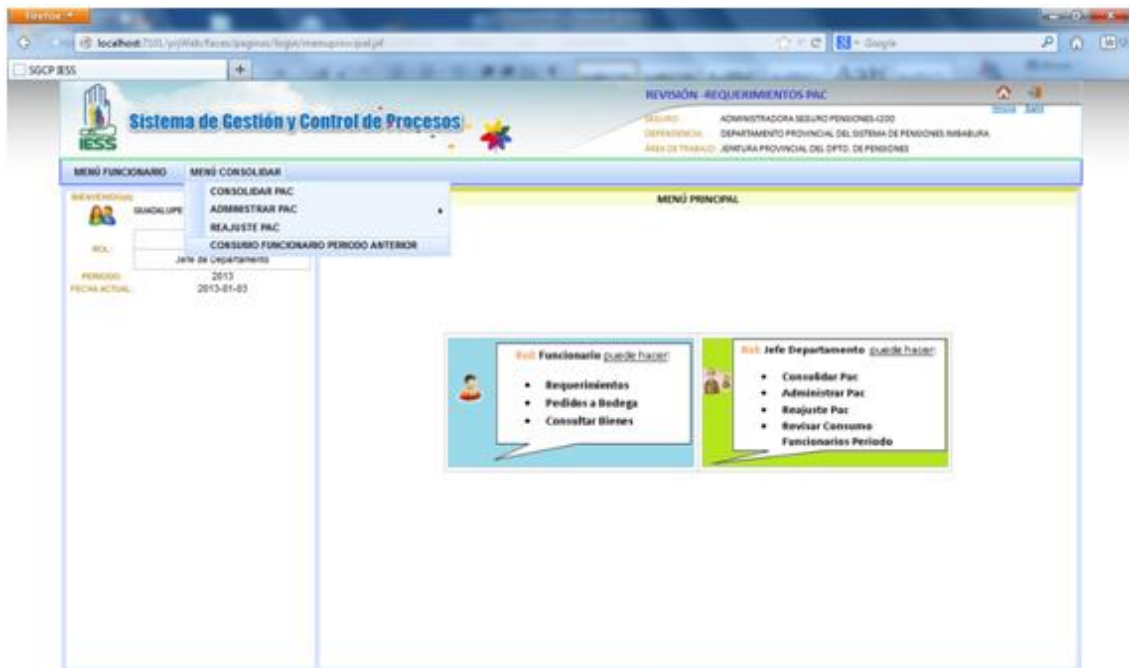 Firefox
localhost:7101/prjWeb/faces/paginas/login/menuprincipal.jsf
Google
SGCP IESS
+
IESS
Sistema de Gestión y Control de Procesos
REVISIÓN -REQUERIMIENTOS PAC
Inicio Salir
SEGURO: ADMINISTRADORA SEGURO PENSIONES-I200
DEPENDENCIA: DEPARTAMENTO PROVINCIAL DEL SISTEMA DE PENSIONES IMBABURA
ÁREA DE TRABAJO: JEFATURA PROVINCIAL DEL DPTO. DE PENSIONES
MENÚ FUNCIONARIO MENÚ CONSOLIDAR
CONSOLIDAR PAC
ADMINISTRAR PAC
REAJUSTE PAC
CONSUMO FUNCIONARIO PERIODO ANTERIOR
BIENVENIDO(A):
GUADALUPE
ROL:
Jefe de Departamento
PERIODO: 2013
FECHA ACTUAL: 2013-01-03
MENÚ PRINCIPAL
Rol: Funcionario puede hacer:
• Requerimientos
• Pedidos a Bodega
• Consultar Bienes
Rol: Jefe Departamento puede hacer:
• Consolidar Pac
• Administrar Pac
• Reajuste Pac
• Revisar Consumo
Funcionarios Periodo